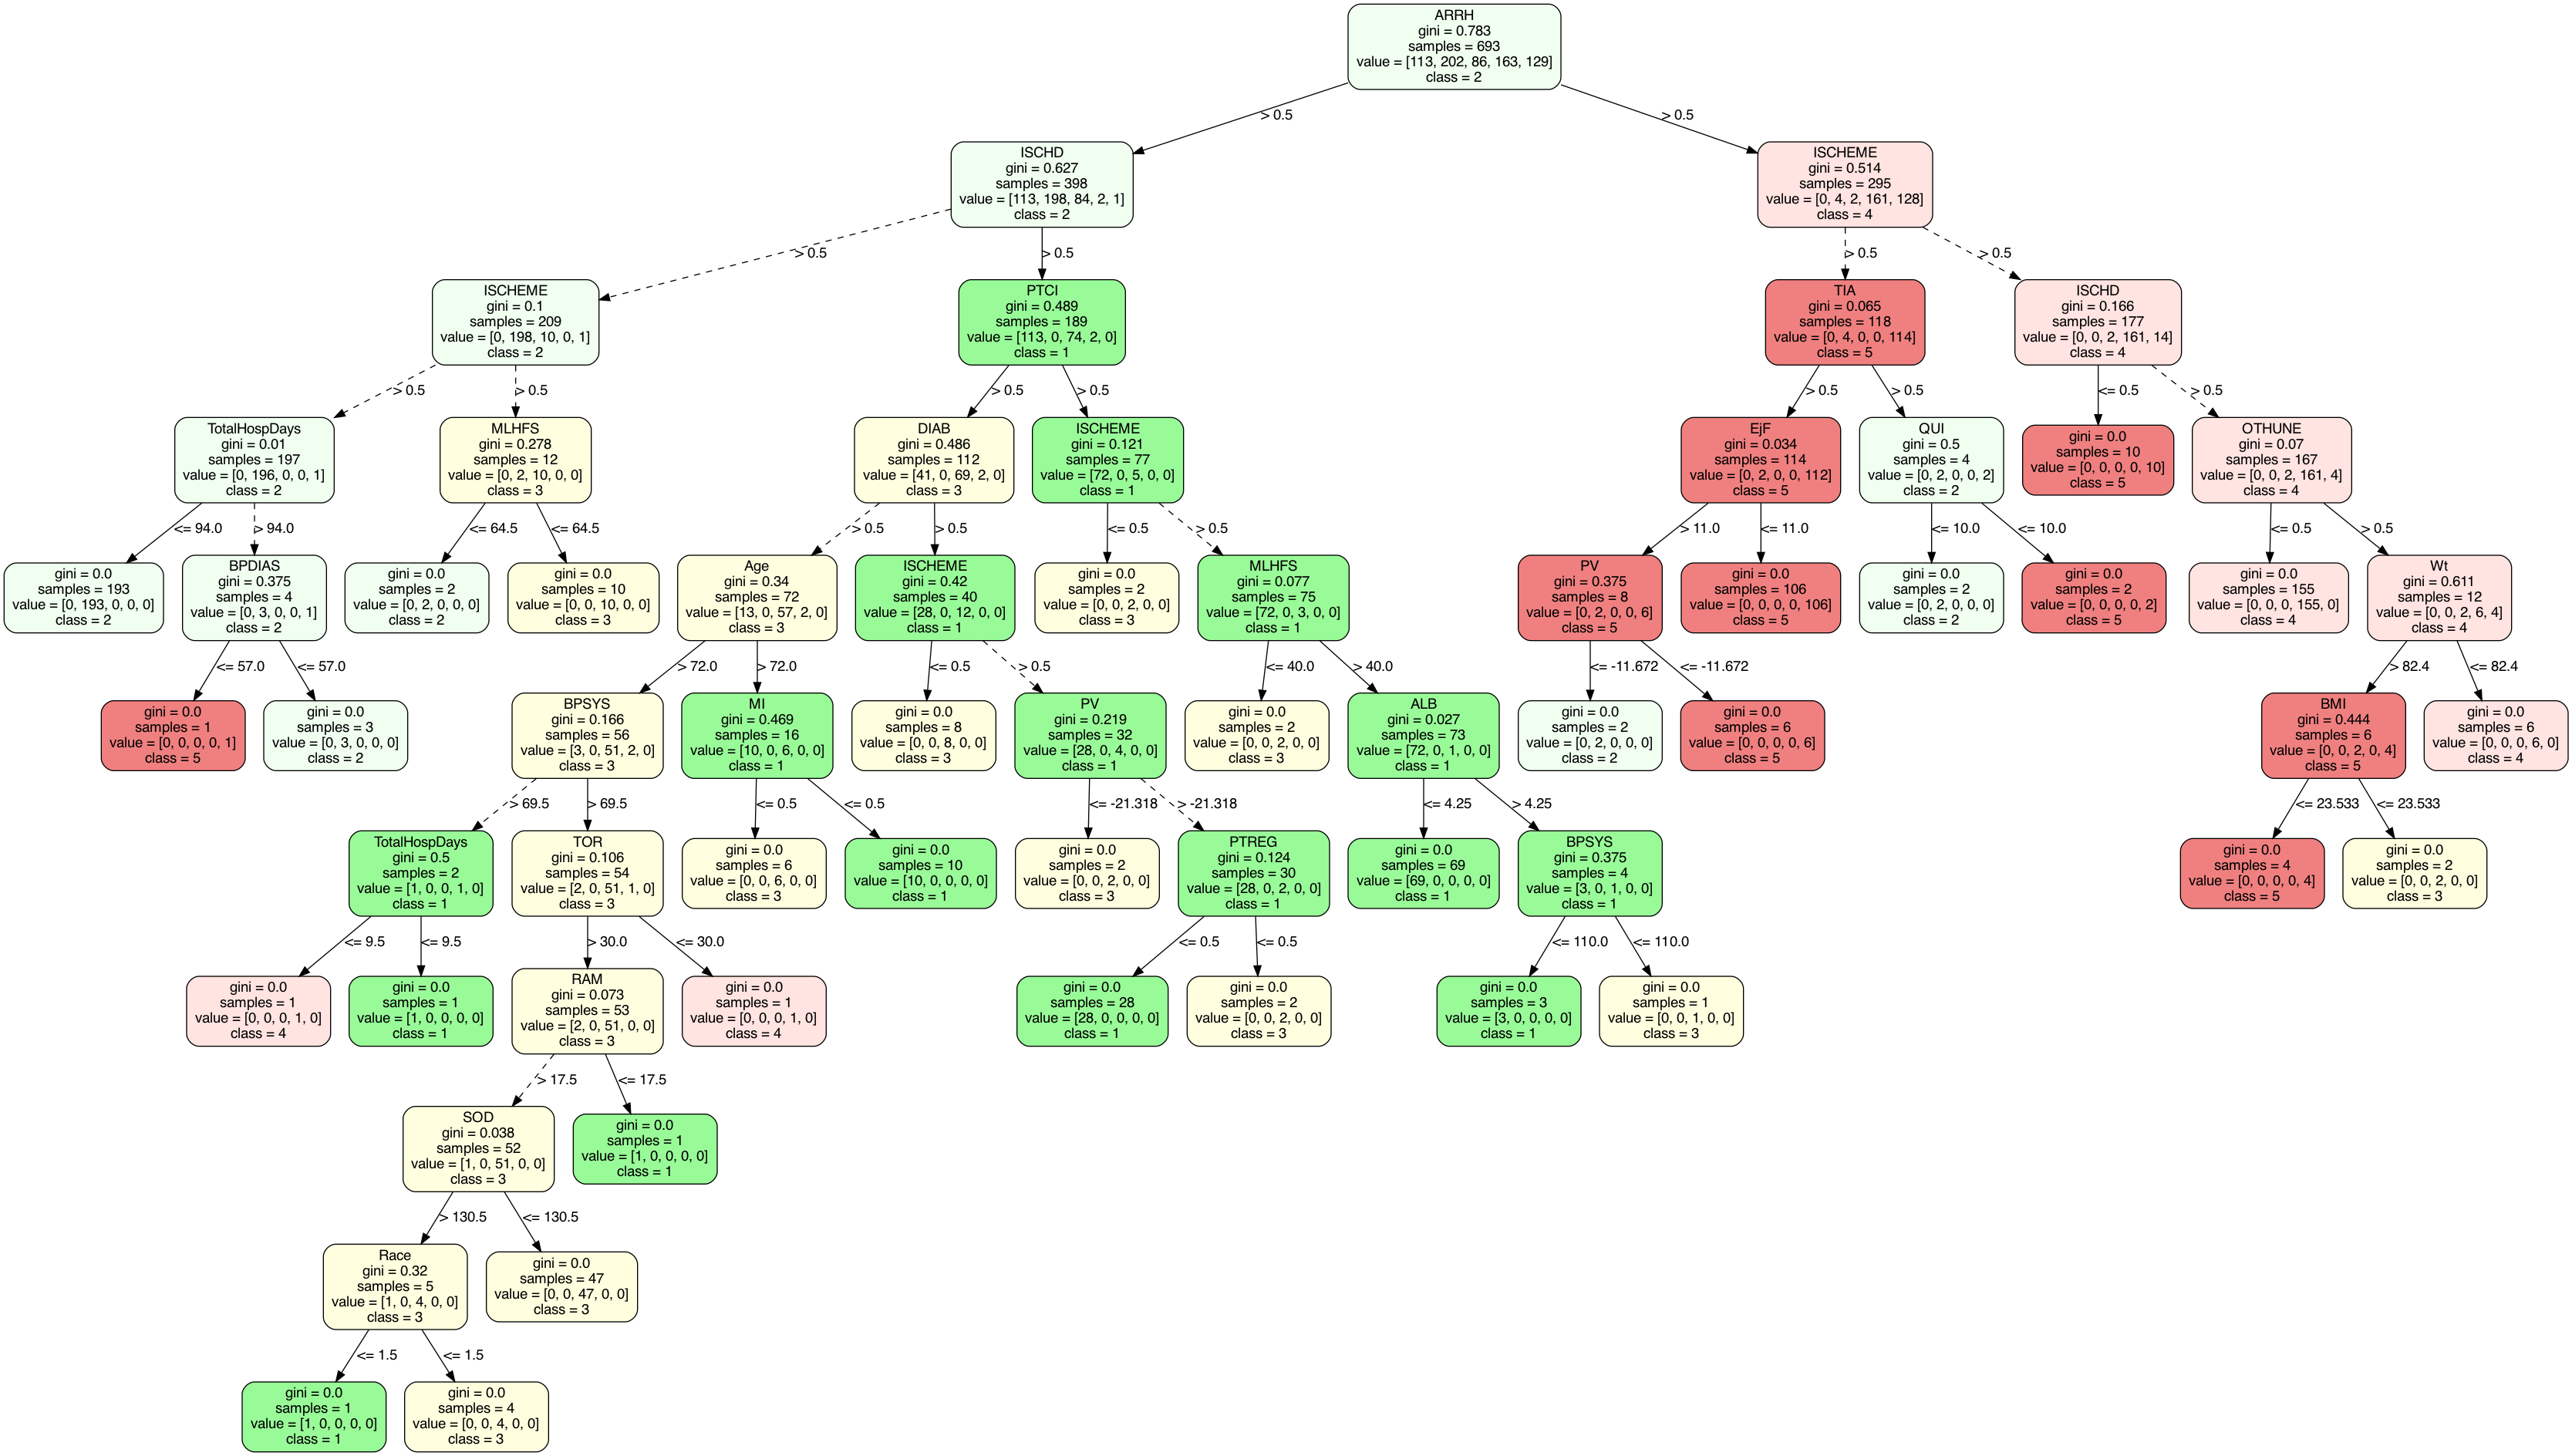 ARRH
gini = 0.783
samples = 693
value = [113, 202, 86, 163, 129]
class = 2
> 0.5
> 0.5
ISCHD
gini = 0.627
samples = 398
value = [113, 198, 84, 2, 1]
class = 2
ISCHEME
gini = 0.514
samples = 295
value = [0, 4, 2, 161, 128]
class = 4
> 0.5
> 0.5
> 0.5
> 0.5
ISCHEME
gini = 0.1
samples = 209
value = [0, 198, 10, 0, 1]
class = 2
PTCI
gini = 0.489
samples = 189
value = [113, 0, 74, 2, 0]
class = 1
TIA
gini = 0.065
samples = 118
value = [0, 4, 0, 0, 114]
class = 5
ISCHD
gini = 0.166
samples = 177
value = [0, 0, 2, 161, 14]
class = 4
> 0.5
> 0.5
> 0.5
> 0.5
> 0.5
> 0.5
<= 0.5
> 0.5
TotalHospDays
gini = 0.01
samples = 197
value = [0, 196, 0, 0, 1]
class = 2
MLHFS
gini = 0.278
samples = 12
value = [0, 2, 10, 0, 0]
class = 3
DIAB
gini = 0.486
samples = 112
value = [41, 0, 69, 2, 0]
class = 3
ISCHEME
gini = 0.121
samples = 77
value = [72, 0, 5, 0, 0]
class = 1
EjF
gini = 0.034
samples = 114
value = [0, 2, 0, 0, 112]
class = 5
QUI
gini = 0.5
samples = 4
value = [0, 2, 0, 0, 2]
class = 2
gini = 0.0
samples = 10
value = [0, 0, 0, 0, 10]
class = 5
OTHUNE
gini = 0.07
samples = 167
value = [0, 0, 2, 161, 4]
class = 4
<= 94.0
> 94.0
<= 64.5
<= 64.5
> 0.5
> 0.5
<= 0.5
> 0.5
> 11.0
<= 11.0
<= 10.0
<= 10.0
<= 0.5
> 0.5
gini = 0.0
samples = 193
value = [0, 193, 0, 0, 0]
class = 2
BPDIAS
gini = 0.375
samples = 4
value = [0, 3, 0, 0, 1]
class = 2
gini = 0.0
samples = 2
value = [0, 2, 0, 0, 0]
class = 2
gini = 0.0
samples = 10
value = [0, 0, 10, 0, 0]
class = 3
Age
gini = 0.34
samples = 72
value = [13, 0, 57, 2, 0]
class = 3
ISCHEME
gini = 0.42
samples = 40
value = [28, 0, 12, 0, 0]
class = 1
gini = 0.0
samples = 2
value = [0, 0, 2, 0, 0]
class = 3
MLHFS
gini = 0.077
samples = 75
value = [72, 0, 3, 0, 0]
class = 1
PV
gini = 0.375
samples = 8
value = [0, 2, 0, 0, 6]
class = 5
gini = 0.0
samples = 106
value = [0, 0, 0, 0, 106]
class = 5
gini = 0.0
samples = 2
value = [0, 2, 0, 0, 0]
class = 2
gini = 0.0
samples = 2
value = [0, 0, 0, 0, 2]
class = 5
gini = 0.0
samples = 155
value = [0, 0, 0, 155, 0]
class = 4
Wt
gini = 0.611
samples = 12
value = [0, 0, 2, 6, 4]
class = 4
<= 57.0
<= 57.0
> 72.0
> 72.0
<= 0.5
> 0.5
<= 40.0
> 40.0
<= -11.672
<= -11.672
> 82.4
<= 82.4
gini = 0.0
samples = 1
value = [0, 0, 0, 0, 1]
class = 5
gini = 0.0
samples = 3
value = [0, 3, 0, 0, 0]
class = 2
BPSYS
gini = 0.166
samples = 56
value = [3, 0, 51, 2, 0]
class = 3
MI
gini = 0.469
samples = 16
value = [10, 0, 6, 0, 0]
class = 1
gini = 0.0
samples = 8
value = [0, 0, 8, 0, 0]
class = 3
PV
gini = 0.219
samples = 32
value = [28, 0, 4, 0, 0]
class = 1
gini = 0.0
samples = 2
value = [0, 0, 2, 0, 0]
class = 3
ALB
gini = 0.027
samples = 73
value = [72, 0, 1, 0, 0]
class = 1
gini = 0.0
samples = 2
value = [0, 2, 0, 0, 0]
class = 2
gini = 0.0
samples = 6
value = [0, 0, 0, 0, 6]
class = 5
BMI
gini = 0.444
samples = 6
value = [0, 0, 2, 0, 4]
class = 5
gini = 0.0
samples = 6
value = [0, 0, 0, 6, 0]
class = 4
> 69.5
> 69.5
<= 0.5
<= 0.5
<= -21.318
> -21.318
<= 4.25
> 4.25
<= 23.533
<= 23.533
TotalHospDays
gini = 0.5
samples = 2
value = [1, 0, 0, 1, 0]
class = 1
TOR
gini = 0.106
samples = 54
value = [2, 0, 51, 1, 0]
class = 3
gini = 0.0
samples = 6
value = [0, 0, 6, 0, 0]
class = 3
gini = 0.0
samples = 10
value = [10, 0, 0, 0, 0]
class = 1
gini = 0.0
samples = 2
value = [0, 0, 2, 0, 0]
class = 3
PTREG
gini = 0.124
samples = 30
value = [28, 0, 2, 0, 0]
class = 1
gini = 0.0
samples = 69
value = [69, 0, 0, 0, 0]
class = 1
BPSYS
gini = 0.375
samples = 4
value = [3, 0, 1, 0, 0]
class = 1
gini = 0.0
samples = 4
value = [0, 0, 0, 0, 4]
class = 5
gini = 0.0
samples = 2
value = [0, 0, 2, 0, 0]
class = 3
<= 9.5
<= 9.5
> 30.0
<= 30.0
<= 0.5
<= 0.5
<= 110.0
<= 110.0
gini = 0.0
samples = 1
value = [0, 0, 0, 1, 0]
class = 4
gini = 0.0
samples = 1
value = [1, 0, 0, 0, 0]
class = 1
RAM
gini = 0.073
samples = 53
value = [2, 0, 51, 0, 0]
class = 3
gini = 0.0
samples = 1
value = [0, 0, 0, 1, 0]
class = 4
gini = 0.0
samples = 28
value = [28, 0, 0, 0, 0]
class = 1
gini = 0.0
samples = 2
value = [0, 0, 2, 0, 0]
class = 3
gini = 0.0
samples = 3
value = [3, 0, 0, 0, 0]
class = 1
gini = 0.0
samples = 1
value = [0, 0, 1, 0, 0]
class = 3
> 17.5
<= 17.5
SOD
gini = 0.038
samples = 52
value = [1, 0, 51, 0, 0]
class = 3
gini = 0.0
samples = 1
value = [1, 0, 0, 0, 0]
class = 1
> 130.5
<= 130.5
Race
gini = 0.32
samples = 5
value = [1, 0, 4, 0, 0]
class = 3
gini = 0.0
samples = 47
value = [0, 0, 47, 0, 0]
class = 3
<= 1.5
<= 1.5
gini = 0.0
samples = 1
value = [1, 0, 0, 0, 0]
class = 1
gini = 0.0
samples = 4
value = [0, 0, 4, 0, 0]
class = 3